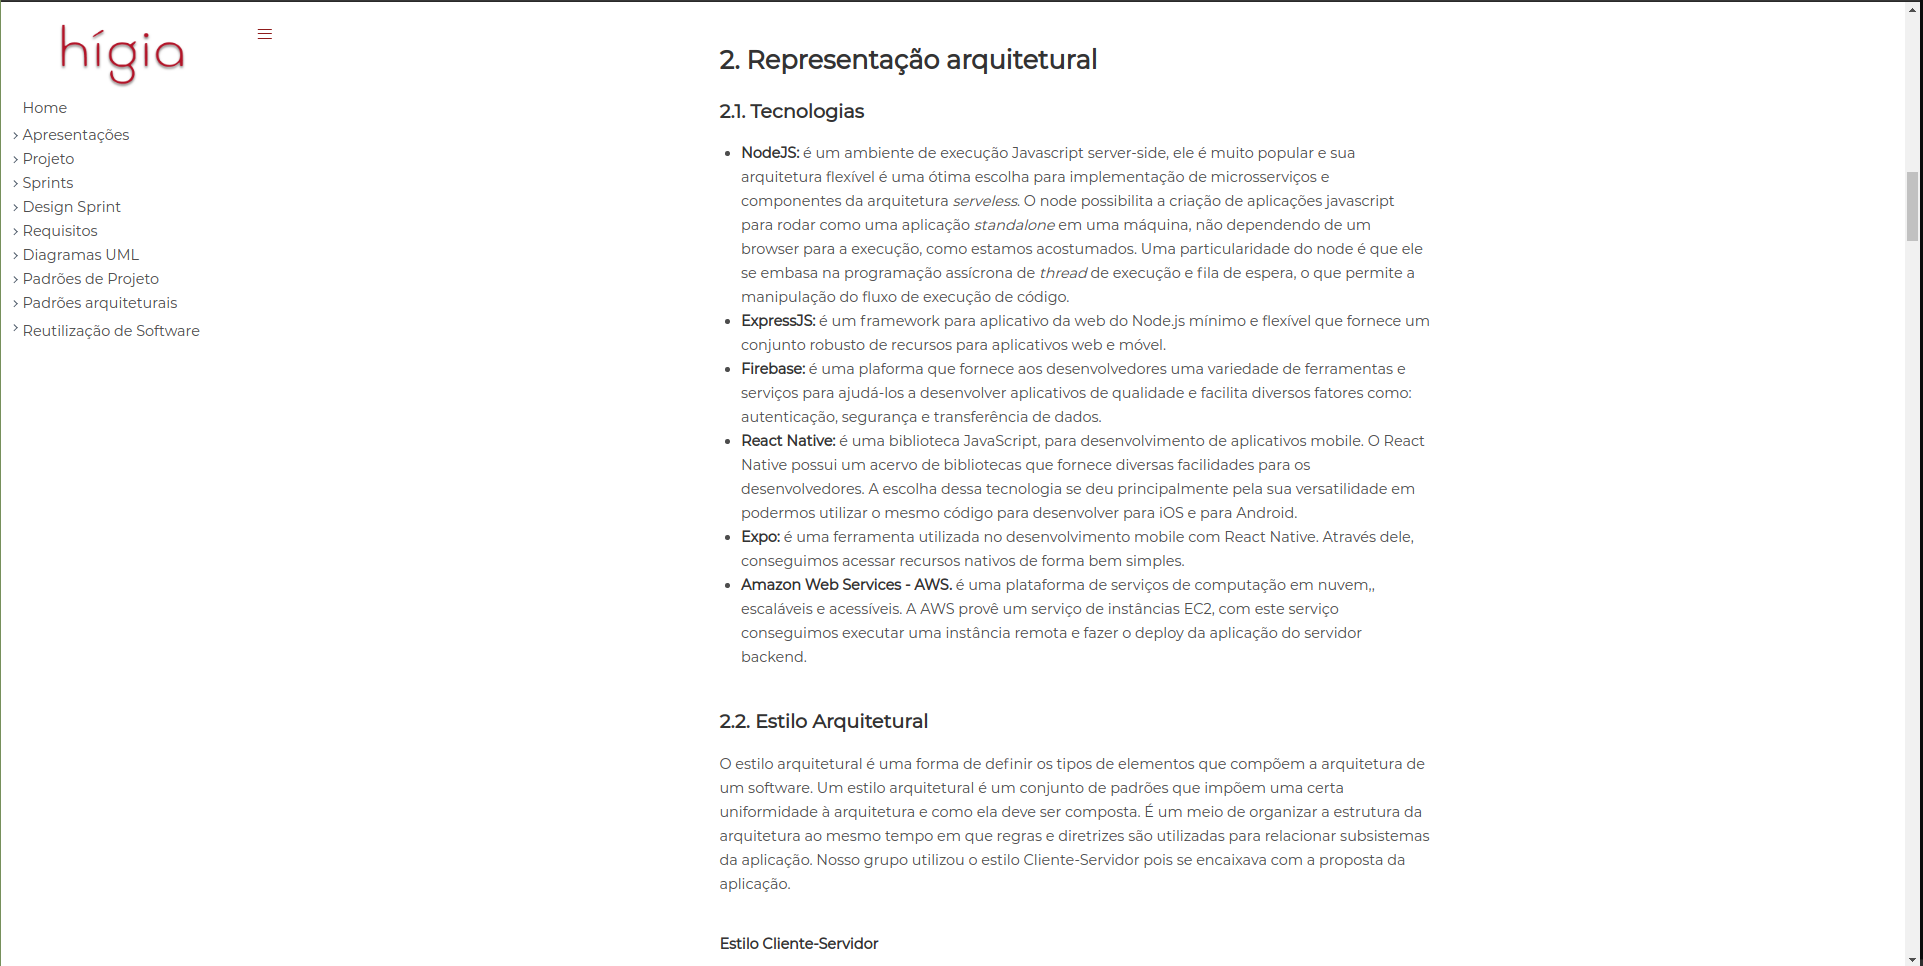 hígia
Home
Apresentações
Projeto
Sprints
Design Sprint
Requisitos
Diagramas UML
Padrões de Projeto
Padrões arquiteturais
Reutilização de Software
2. Representação arquitetural
2.1. Tecnologias
NodeJS: é um ambiente de execução Javascript server-side, ele é muito popular e sua
arquitetura flexível é uma ótima escolha para implementação de microsserviços e
componentes da arquitetura serveless. O node possibilita a criação de aplicações javascript
para rodar como uma aplicação standalone em uma máquina, não dependendo de um
browser para a execução, como estamos acostumados. Uma particularidade do node é que ele
se embasa na programação assícrona de thread de execução e fila de espera, o que permite a
manipulação do fluxo de execução de código.
ExpressJS: é um framework para aplicativo da web do Node.js mínimo e flexível que fornece um
conjunto robusto de recursos para aplicativos web e móvel.
Firebase: é uma plaforma que fornece aos desenvolvedores uma variedade de ferramentas e
serviços para ajudá-los a desenvolver aplicativos de qualidade e facilita diversos fatores como:
autenticação, segurança e transferência de dados.
React Native: é uma biblioteca JavaScript, para desenvolvimento de aplicativos mobile. O React
Native possui um acervo de bibliotecas que fornece diversas facilidades para os
desenvolvedores. A escolha dessa tecnologia se deu principalmente pela sua versatilidade em
podermos utilizar o mesmo código para desenvolver para iOS e para Android.
Expo: é uma ferramenta utilizada no desenvolvimento mobile com React Native. Através dele,
conseguimos acessar recursos nativos de forma bem simples.
Amazon Web Services - AWS. é uma plataforma de serviços de computação em nuvem,,
escaláveis e acessíveis. A AWS provê um serviço de instâncias EC2, com este serviço
conseguimos executar uma instância remota e fazer o deploy da aplicação do servidor
backend.
2.2. Estilo Arquitetural
O estilo arquitetural é uma forma de definir os tipos de elementos que compõem a arquitetura de
um software. Um estilo arquitetural é um conjunto de padrões que impõem uma certa
uniformidade à arquitetura e como ela deve ser composta. É um meio de organizar a estrutura da
arquitetura ao mesmo tempo em que regras e diretrizes são utilizadas para relacionar subsistemas
da aplicação. Nosso grupo utilizou o estilo Cliente-Servidor pois se encaixava com a proposta da
aplicação.
Estilo Cliente-Servidor